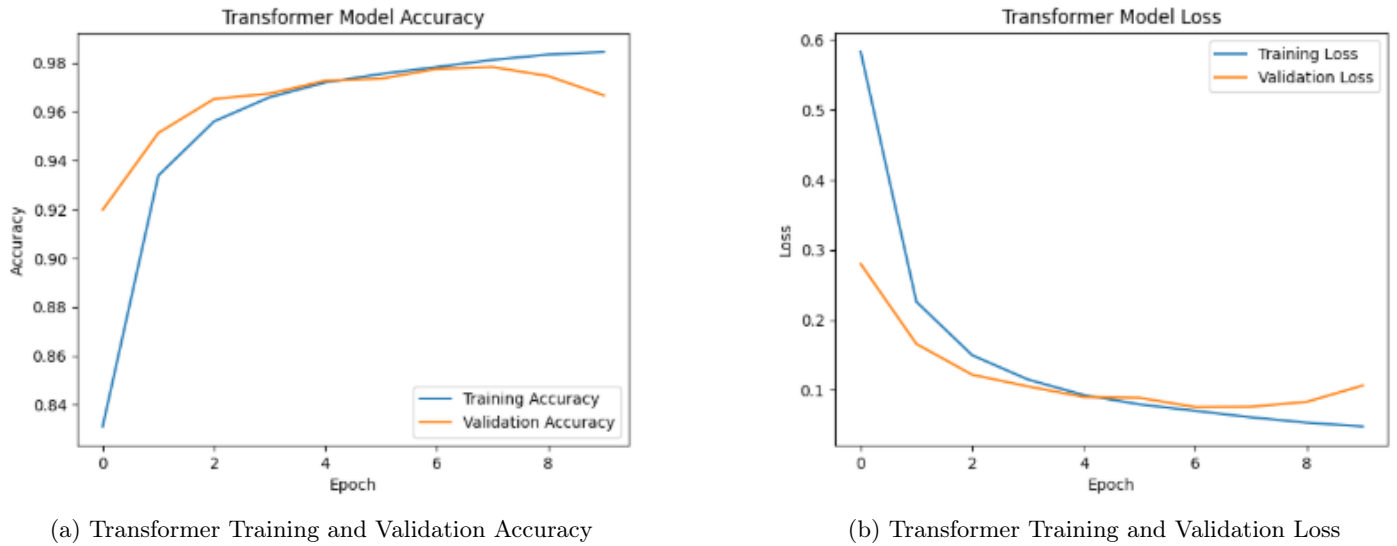 Transformer Model Accuracy
0.98
0.96
0.94
0.92
0.90
0.88
0.86
0.84
Accuracy
Training Accuracy
Validation Accuracy
0 2 4 6 8
Epoch
(a) Transformer Training and Validation Accuracy
Transformer Model Loss
0.6
0.5
0.4
0.3
0.2
0.1
Loss
Training Loss
Validation Loss
0 2 4 6 8
Epoch
(b) Transformer Training and Validation Loss